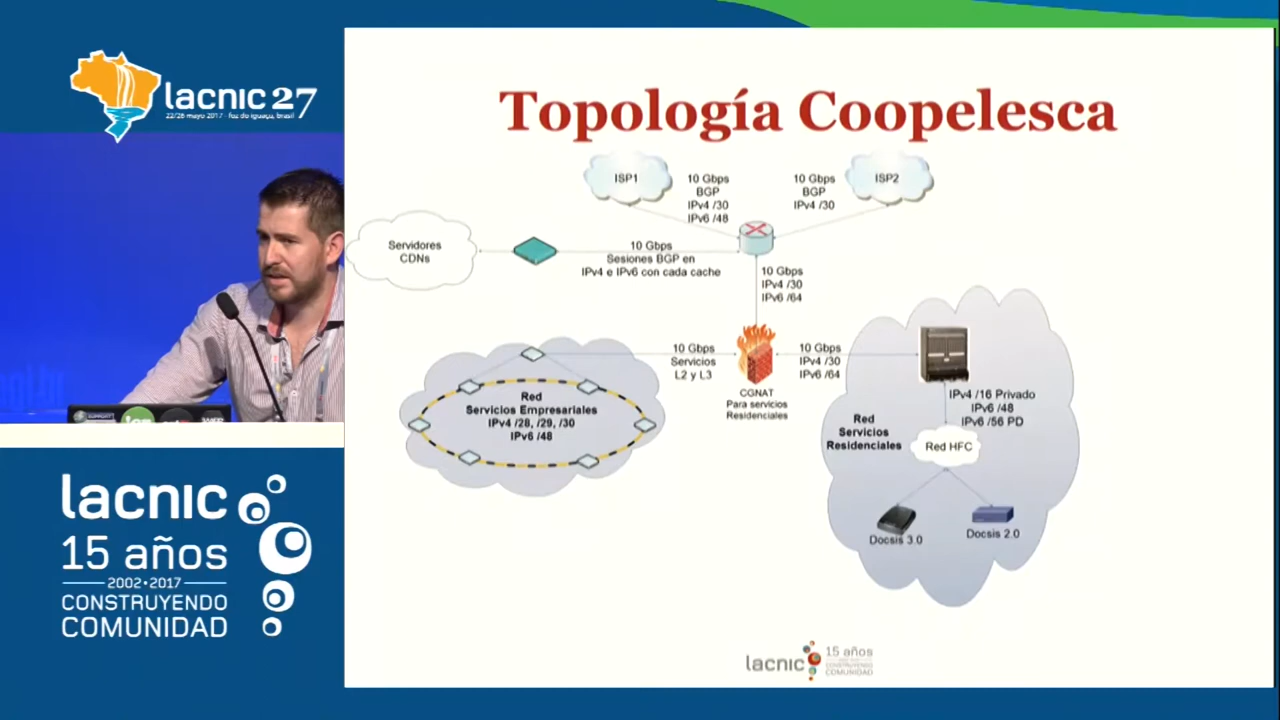 lacnic 27
22/26 mayo 2017 - foz do iguaçu, brasil
lacnic
15 años
2002•2017
CONSTRUYENDO
COMUNIDAD
Topología Coopelesca
ISP1
10 Gbps
BGP
IPv4 /30
IPv6 /48
10 Gbps
BGP
IPv4 /30
ISP2
Servidores
CDNs
10 Gbps
Sesiones BGP en
IPv4 e IPv6 con cada cache
10 Gbps
IPv4 /30
IPv6 /64
10 Gbps
Servicios
L2 y L3
CGNAT
Para servicios
Residenciales
10 Gbps
IPv4 /30
IPv6 /64
Red
Servicios Empresariales
IPv4 /28, /29, /30
IPv6 /48
IPv4 /16 Privado
IPv6 /48
IPv6 /56 PD
Red
Servicios
Residenciales
Red HFC
Docsis 3.0
Docsis 2.0
lacnic
15 años
CONSTRUYENDO
COMUNIDAD